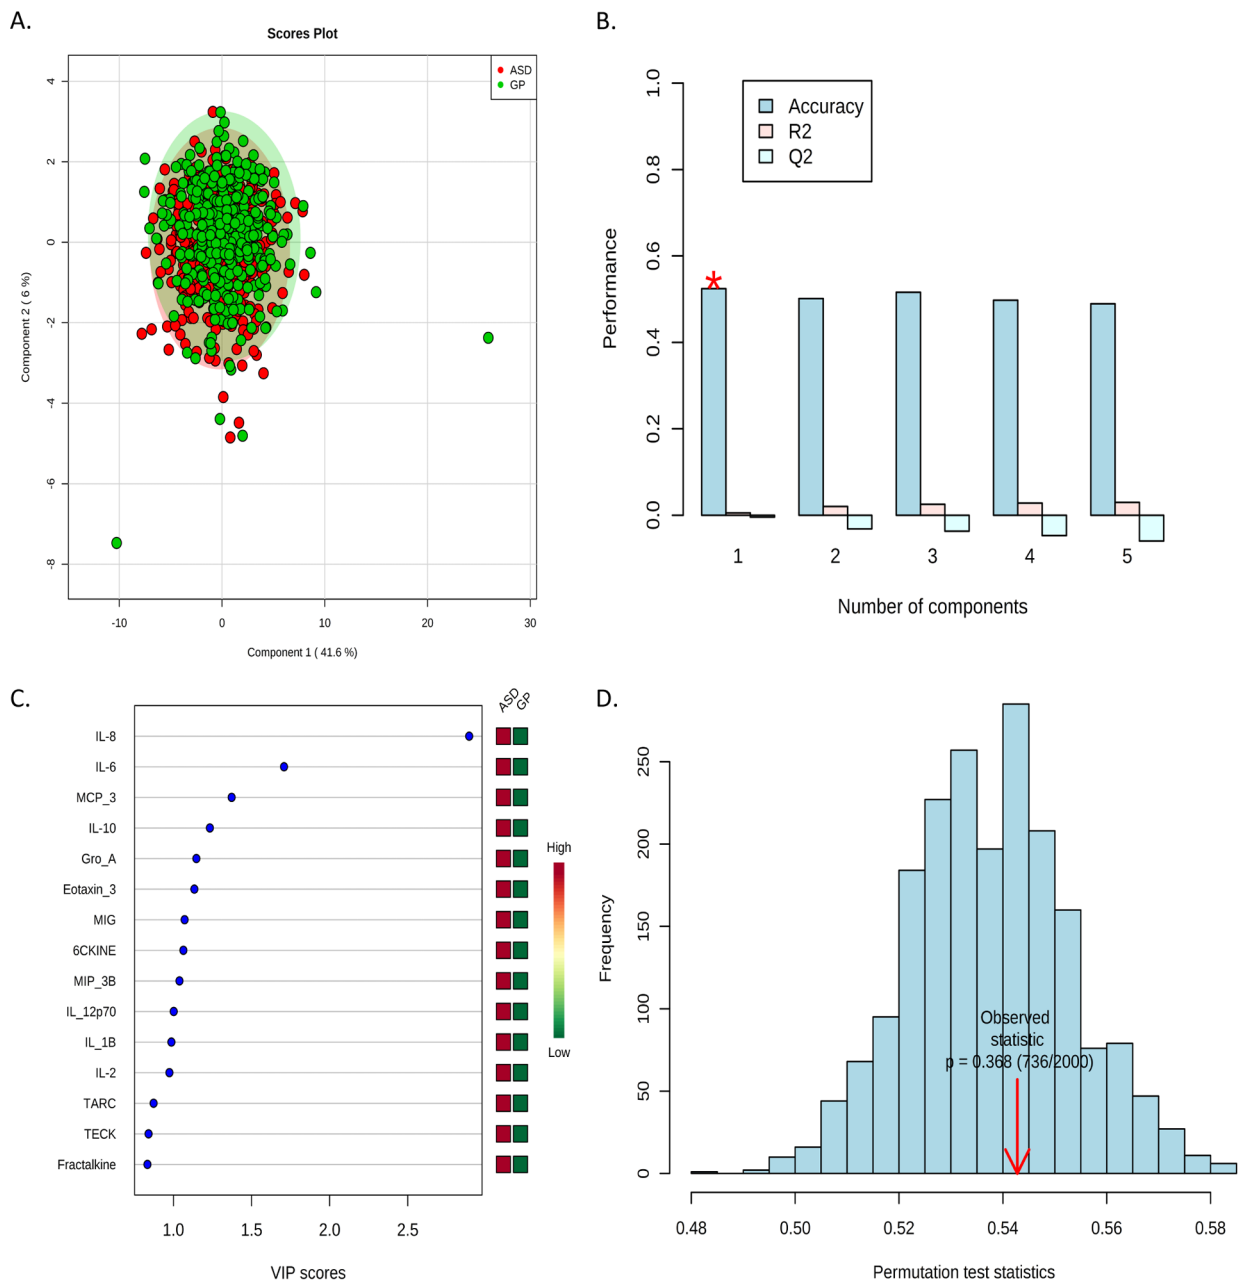 A.
Scores Plot
ASD
GP
4
2
0
-2
-4
-6
-8
Component 2 ( 6 %)
-10
0
10
20
30
Component 1 ( 41.6 %)
B.
Accuracy
R2
Q2
1.0
0.8
0.6
0.4
0.2
0.0
Performance
1
2
3
4
5
Number of components
C.
ASD
GP
IL-8
IL-6
MCP_3
IL-10
Gro_A
Eotaxin_3
MIG
6CKINE
MIP_3B
IL_12p70
IL_1B
IL-2
TARC
TECK
Fractalkine
High
Low
1.0
1.5
2.0
2.5
VIP scores
D.
250
200
150
100
50
0
Frequency
Observed
statistic
p = 0.368 (736/2000)
0.48
0.50
0.52
0.54
0.56
0.58
Permutation test statistics